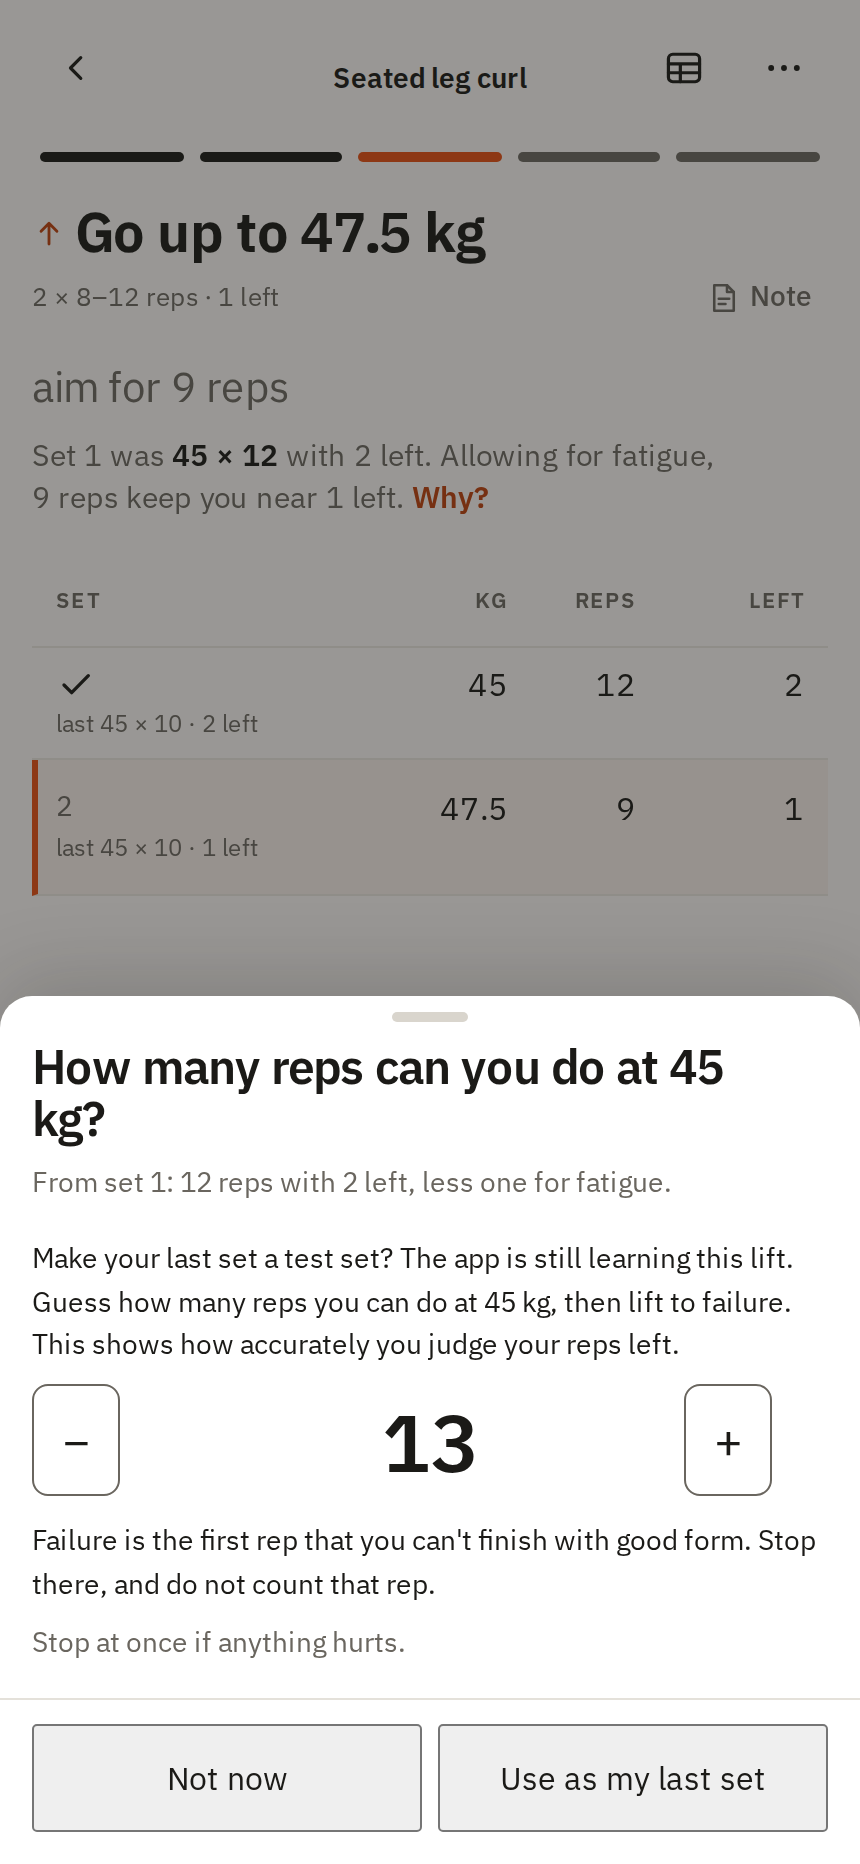 Seated leg curl
Go up to 47.5 kg
2 × 8–12 reps · 1 left
Note
aim for 9 reps
Set 1 was 45 × 12 with 2 left. Allowing for fatigue,
9 reps keep you near 1 left. Why?
SET KG REPS LEFT
45 12 2
last 45 × 10 · 2 left
2 47.5 9 1
last 45 × 10 · 1 left
How many reps can you do at 45
kg?
From set 1: 12 reps with 2 left, less one for fatigue.
Make your last set a test set? The app is still learning this lift.
Guess how many reps you can do at 45 kg, then lift to failure.
This shows how accurately you judge your reps left.
− 13 +
Failure is the first rep that you can't finish with good form. Stop
there, and do not count that rep.
Stop at once if anything hurts.
Not now
Use as my last set